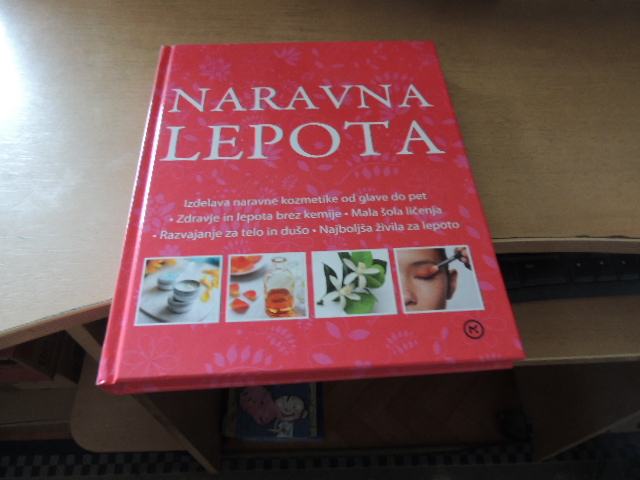 NARAVNA
LEPOTA
Izdelava naravne kozmetike od glave do pet
• Zdravje in lepota brez kemije • Mala šola ličenja
• Razvajanje za telo in dušo • Najboljša živila za lepoto